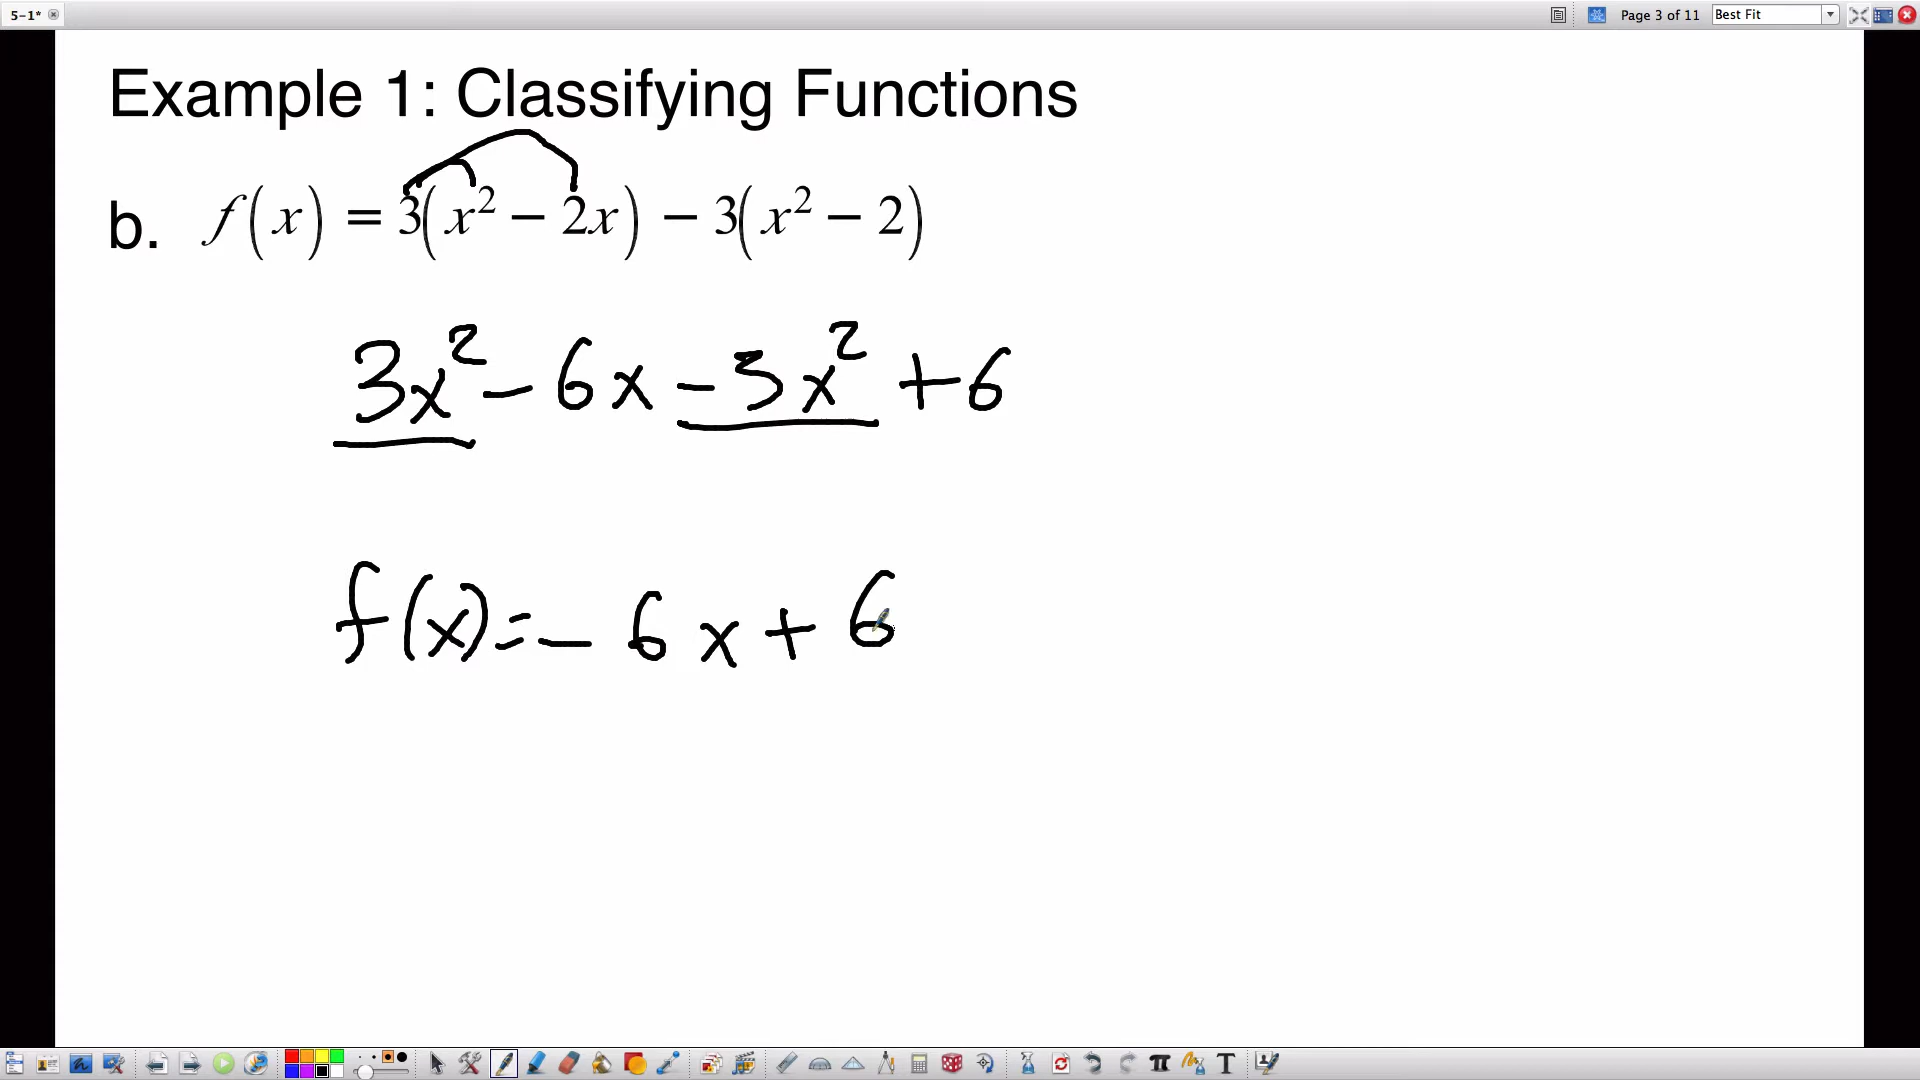 5-1*
Page 3 of 11
Best Fit
Example 1: Classifying Functions
b. f(x) = 3(x² − 2x) − 3(x² − 2)
3x² − 6x − 3x² + 6
f(x) = − 6x + 6